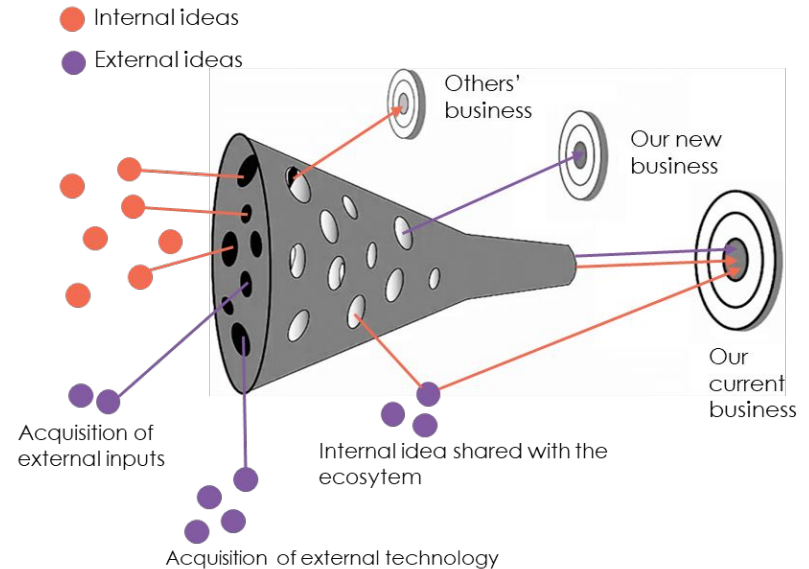 Internal ideas
External ideas
Others'
business
Our new
business
Our
current
business
Acquisition of
external inputs
Internal idea shared with the
ecosytem
Acquisition of external technology